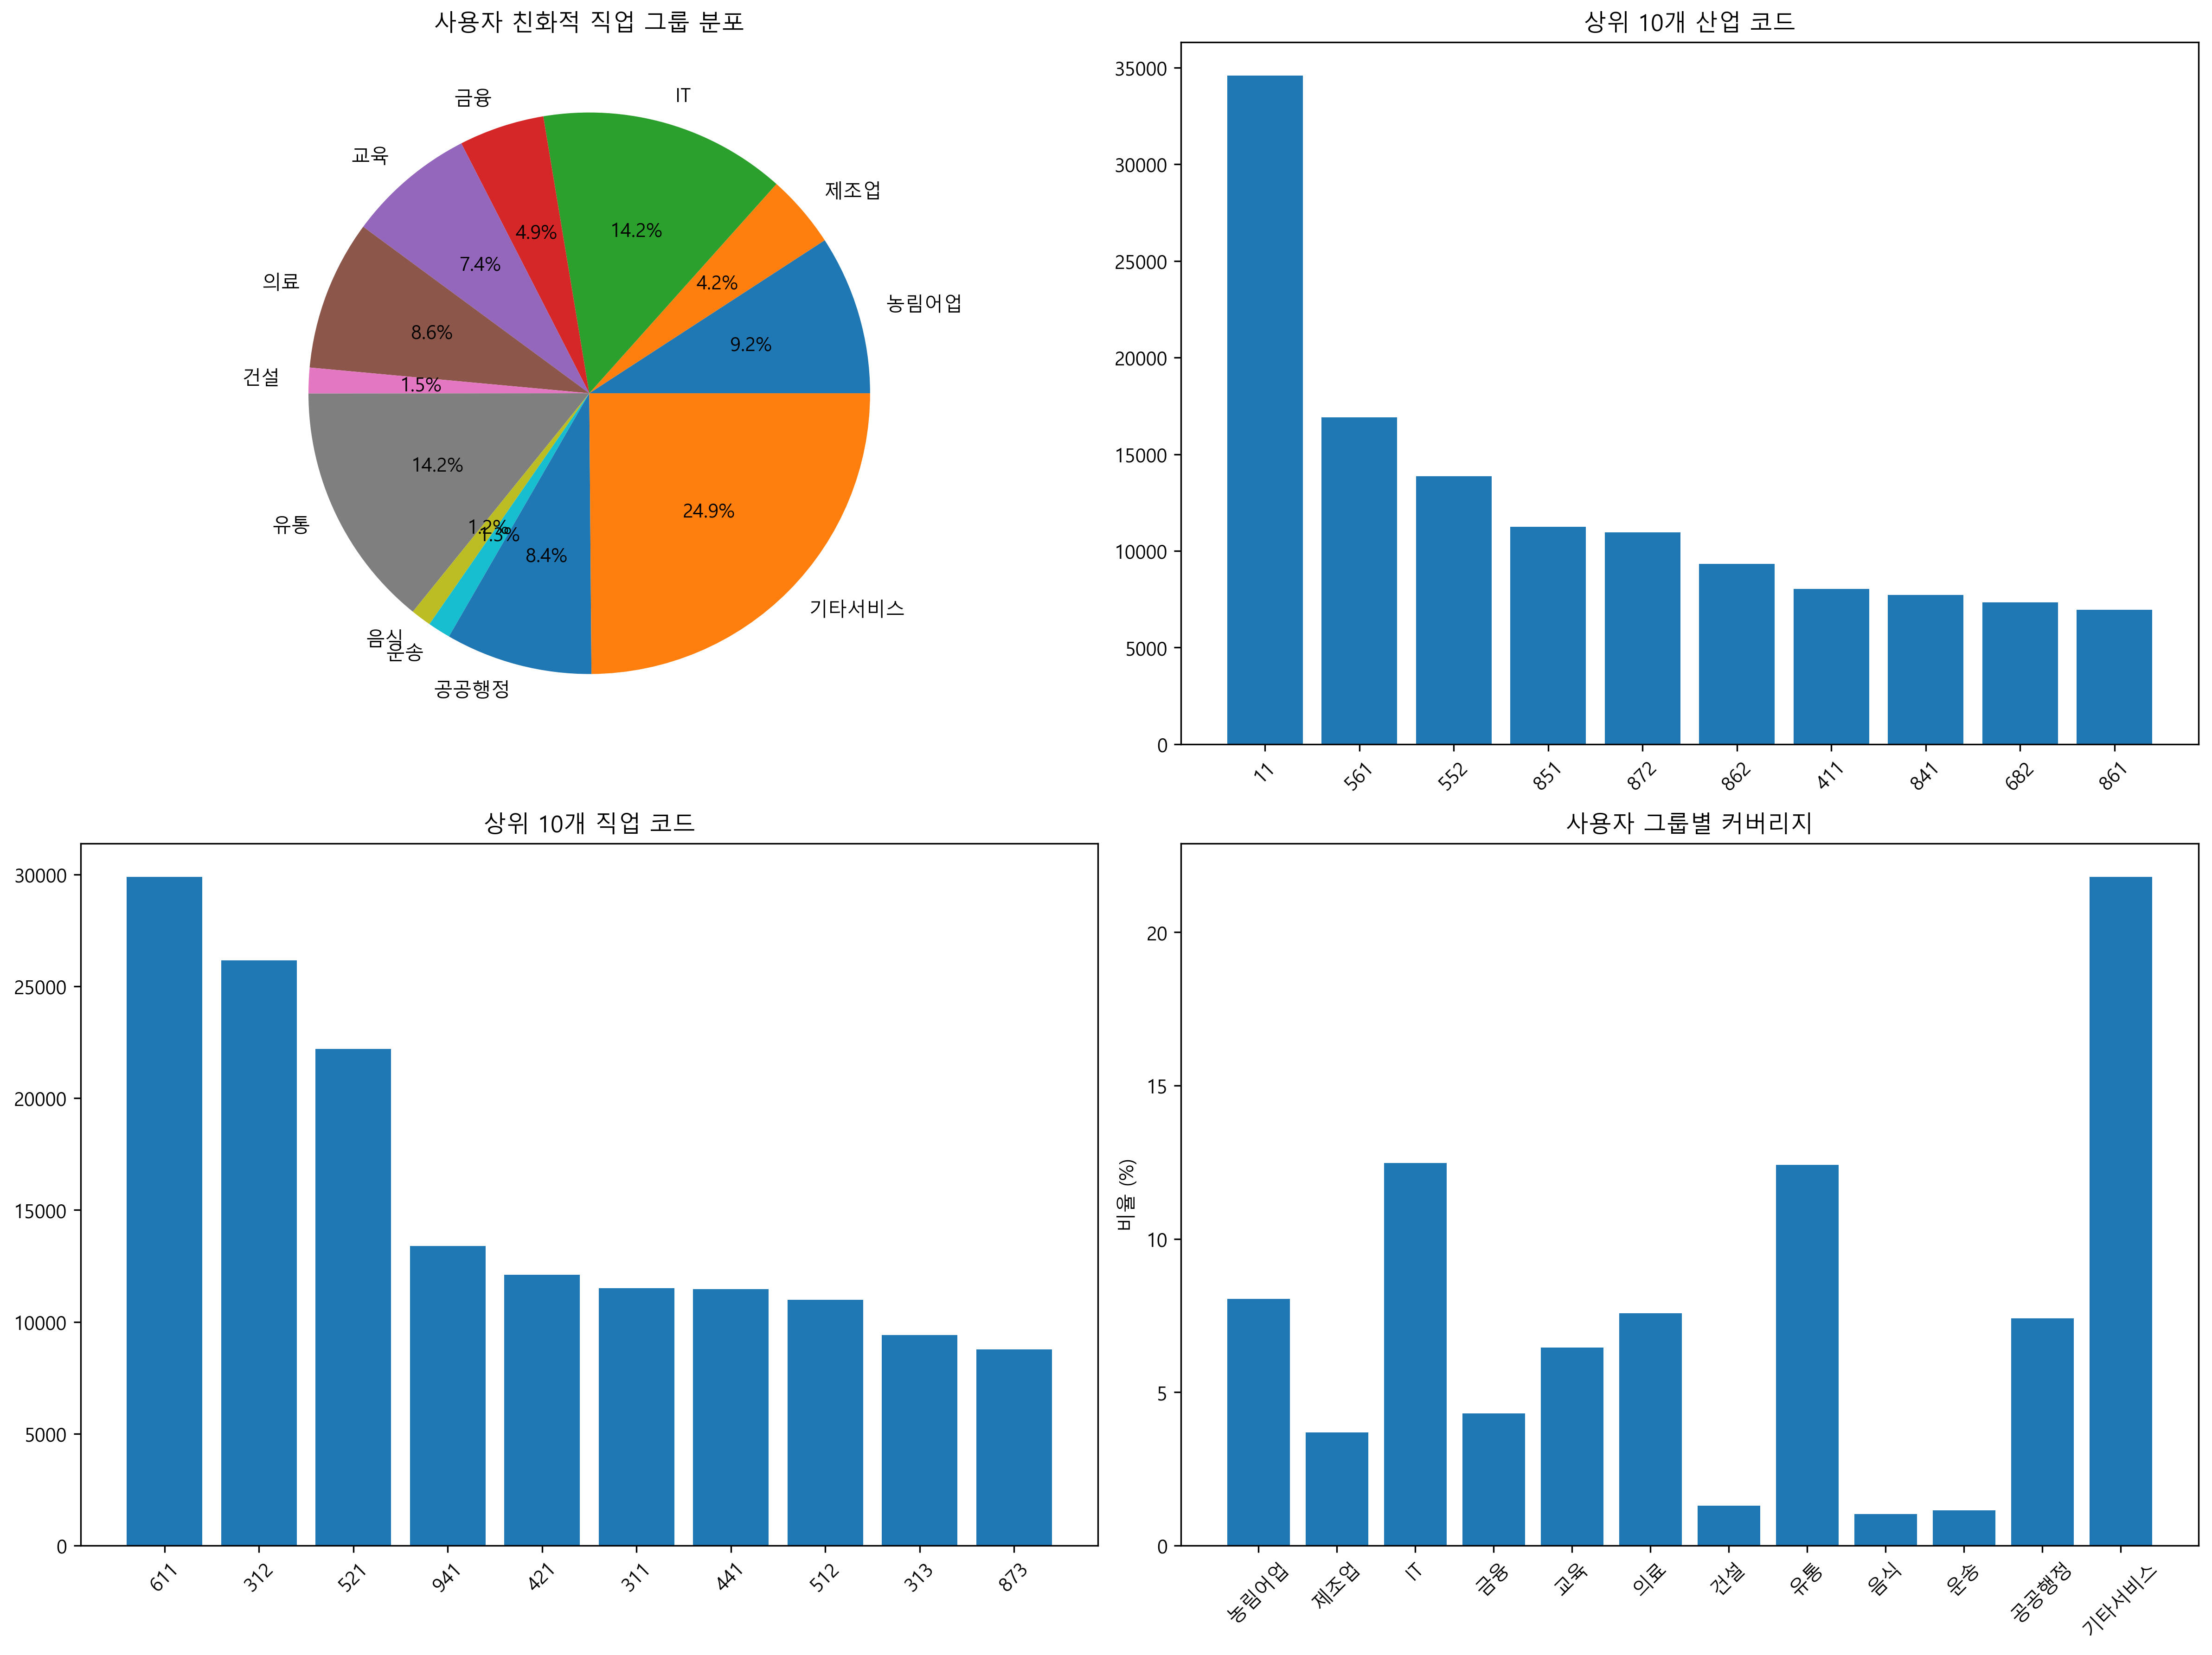 사용자 친화적 직업 그룹 분포
금융
IT
교육
제조업
의료
농림어업
건설
유통
음식
운송
공공행정
기타서비스
4.9%
14.2%
7.4%
4.2%
8.6%
9.2%
1.5%
14.2%
1.2%
1.3%
8.4%
24.9%
상위 10개 산업 코드
35000
30000
25000
20000
15000
10000
5000
0
11 561 552 851 872 862 411 841 682 861
상위 10개 직업 코드
30000
25000
20000
15000
10000
5000
0
611 312 521 941 421 311 441 512 313 873
사용자 그룹별 커버리지
비율 (%)
20
15
10
5
0
농림어업 제조업 IT 금융 교육 의료 건설 유통 음식 운송 공공행정 기타서비스